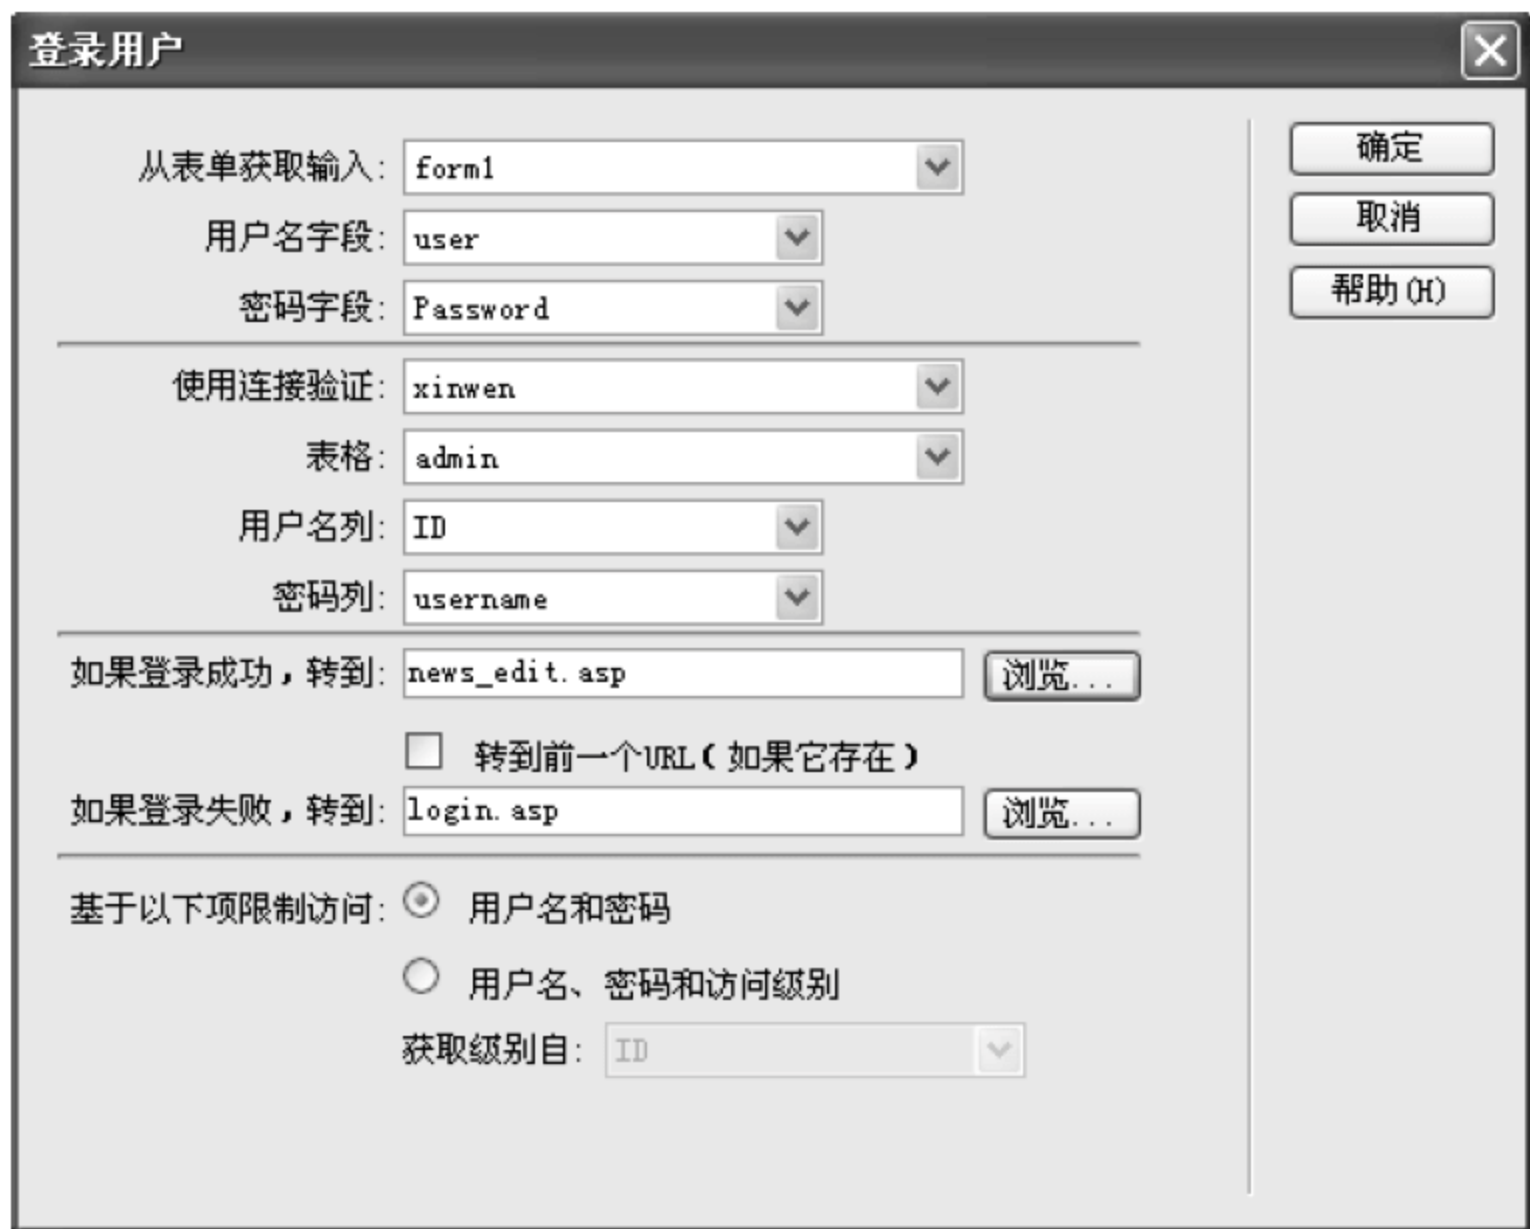 登录用户
从表单获取输入: form1
用户名字段: user
密码字段: Password
使用连接验证: xinwen
表格: admin
用户名列: ID
密码列: username
如果登录成功，转到: news_edit.asp 浏览...
转到前一个URL(如果它存在)
如果登录失败，转到: login.asp 浏览...
基于以下项限制访问: 用户名和密码
用户名、密码和访问级别
获取级别自: ID
确定
取消
帮助(H)